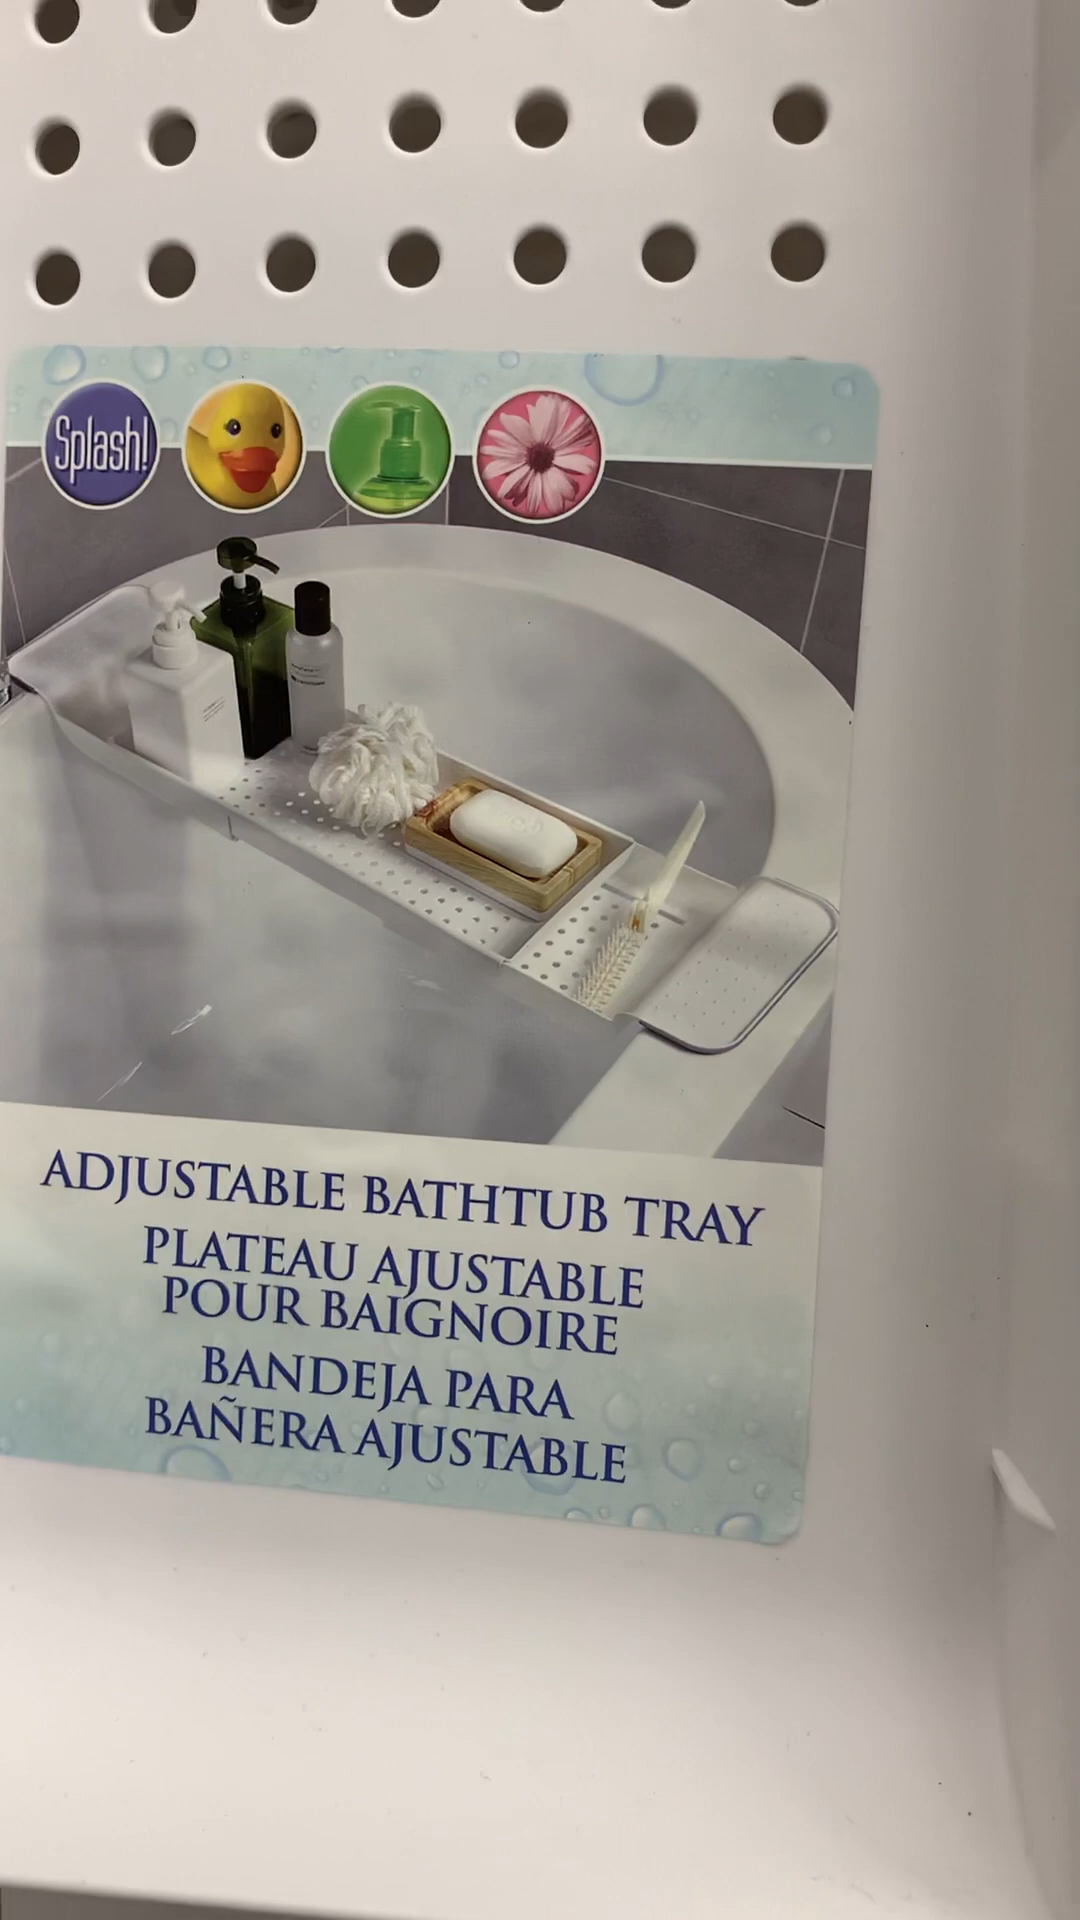 Splash!
ADJUSTABLE BATHTUB TRAY
PLATEAU AJUSTABLE
POUR BAIGNOIRE
BANDEJA PARA
BAÑERA AJUSTABLE